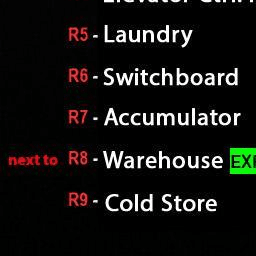 R5 - Laundry
R6 - Switchboard
R7 - Accumulator
next to R8 - Warehouse
R9 - Cold Store